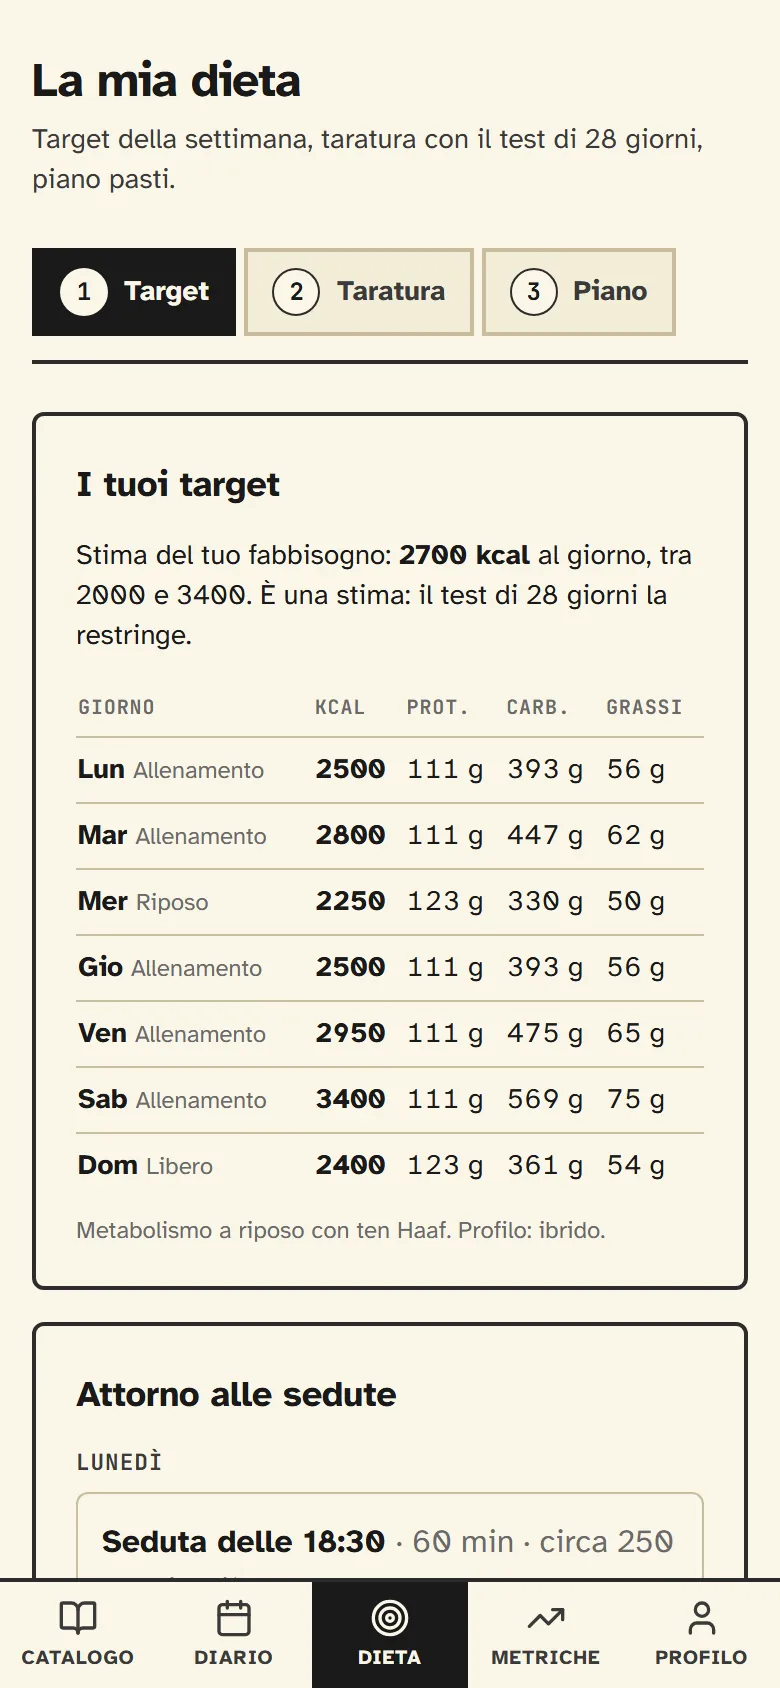 La mia dieta
Target della settimana, taratura con il test di 28 giorni,
piano pasti.
1 Target 2 Taratura 3 Piano
I tuoi target
Stima del tuo fabbisogno: 2700 kcal al giorno, tra
2000 e 3400. È una stima: il test di 28 giorni la
restringe.
GIORNO KCAL PROT. CARB. GRASSI
Lun Allenamento 2500 111 g 393 g 56 g
Mar Allenamento 2800 111 g 447 g 62 g
Mer Riposo 2250 123 g 330 g 50 g
Gio Allenamento 2500 111 g 393 g 56 g
Ven Allenamento 2950 111 g 475 g 65 g
Sab Allenamento 3400 111 g 569 g 75 g
Dom Libero 2400 123 g 361 g 54 g
Metabolismo a riposo con ten Haaf. Profilo: ibrido.
Attorno alle sedute
LUNEDÌ
Seduta delle 18:30 · 60 min · circa 250
CATALOGO DIARIO DIETA METRICHE PROFILO